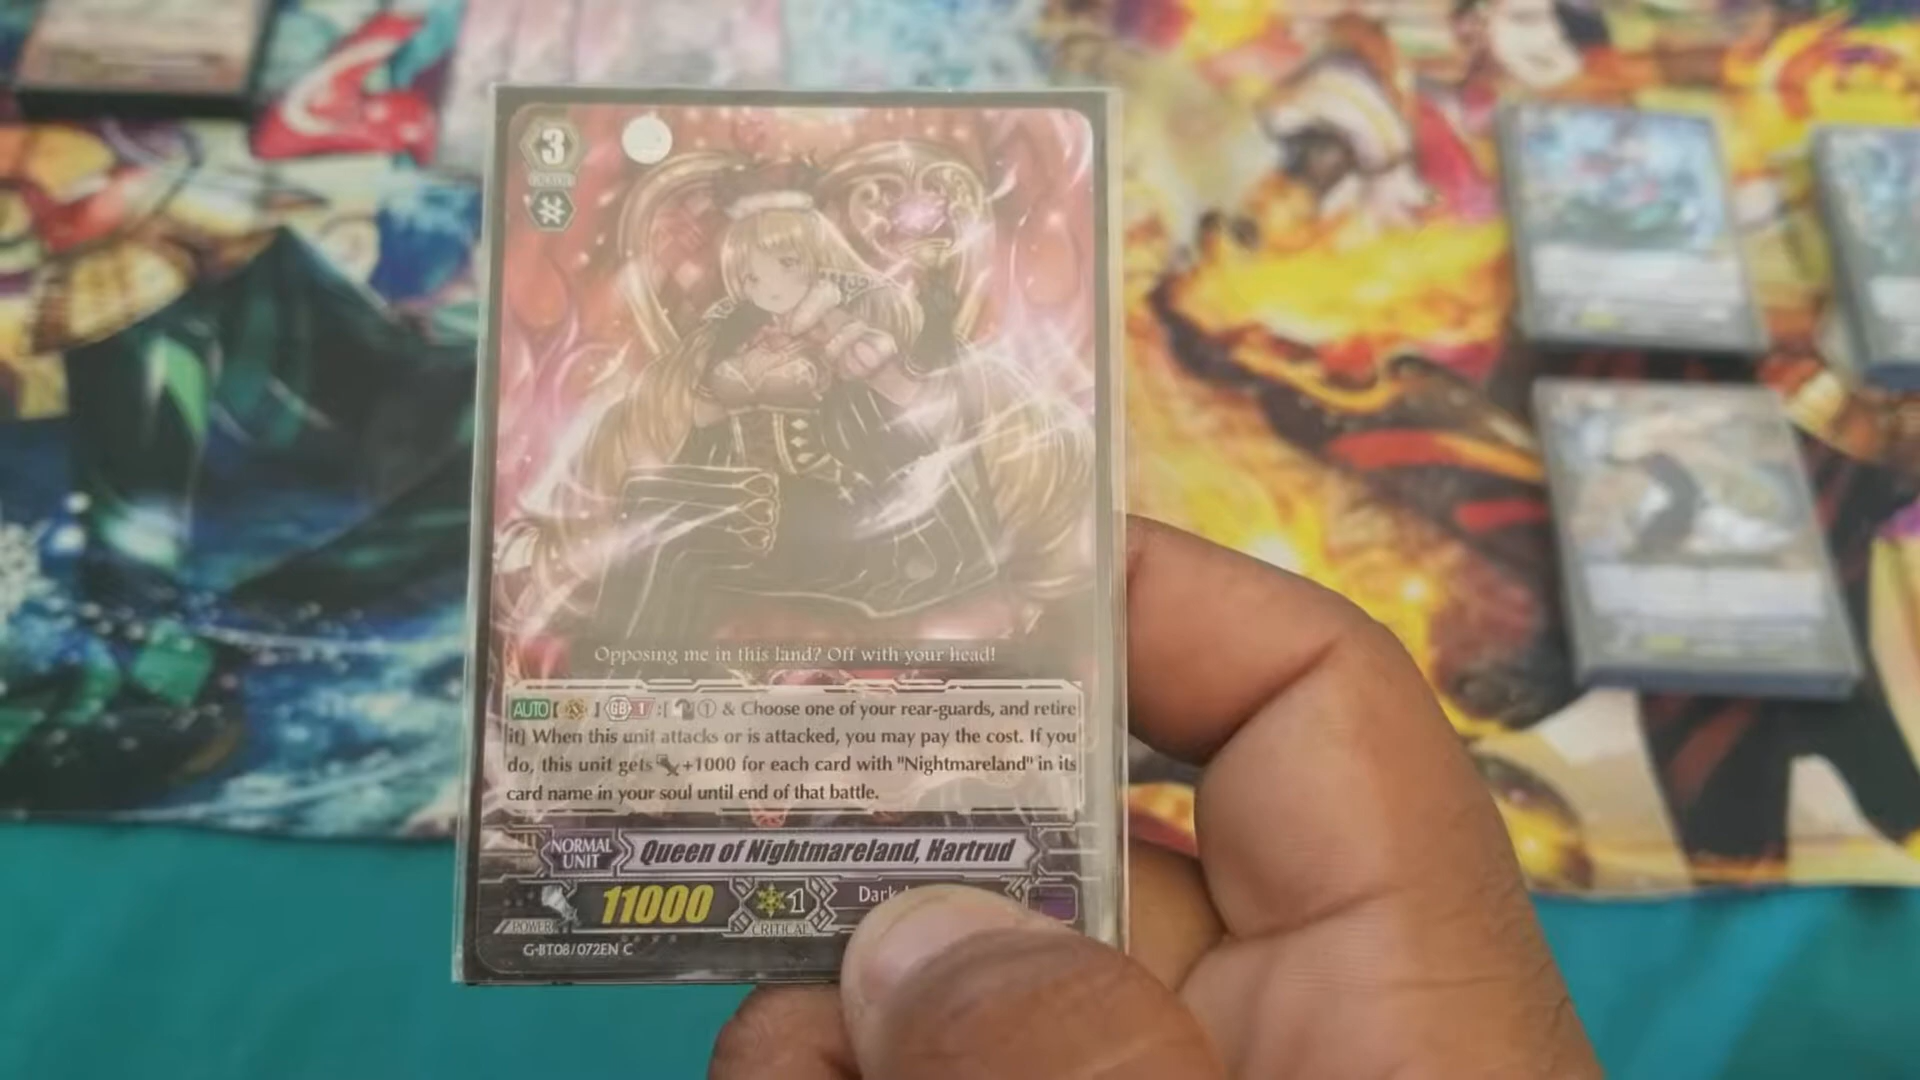 3
Opposing me in this land? Off with your head!
AUTO [ ] GB 1 :[ ① & Choose one of your rear-guards, and retire
it] When this unit attacks or is attacked, you may pay the cost. If you
do, this unit gets +1000 for each card with "Nightmareland" in its
card name in your soul until end of that battle.
NORMAL UNIT
Queen of Nightmareland, Hartrud
POWER 11000 1 CRITICAL Dark
G-BT08/072EN C